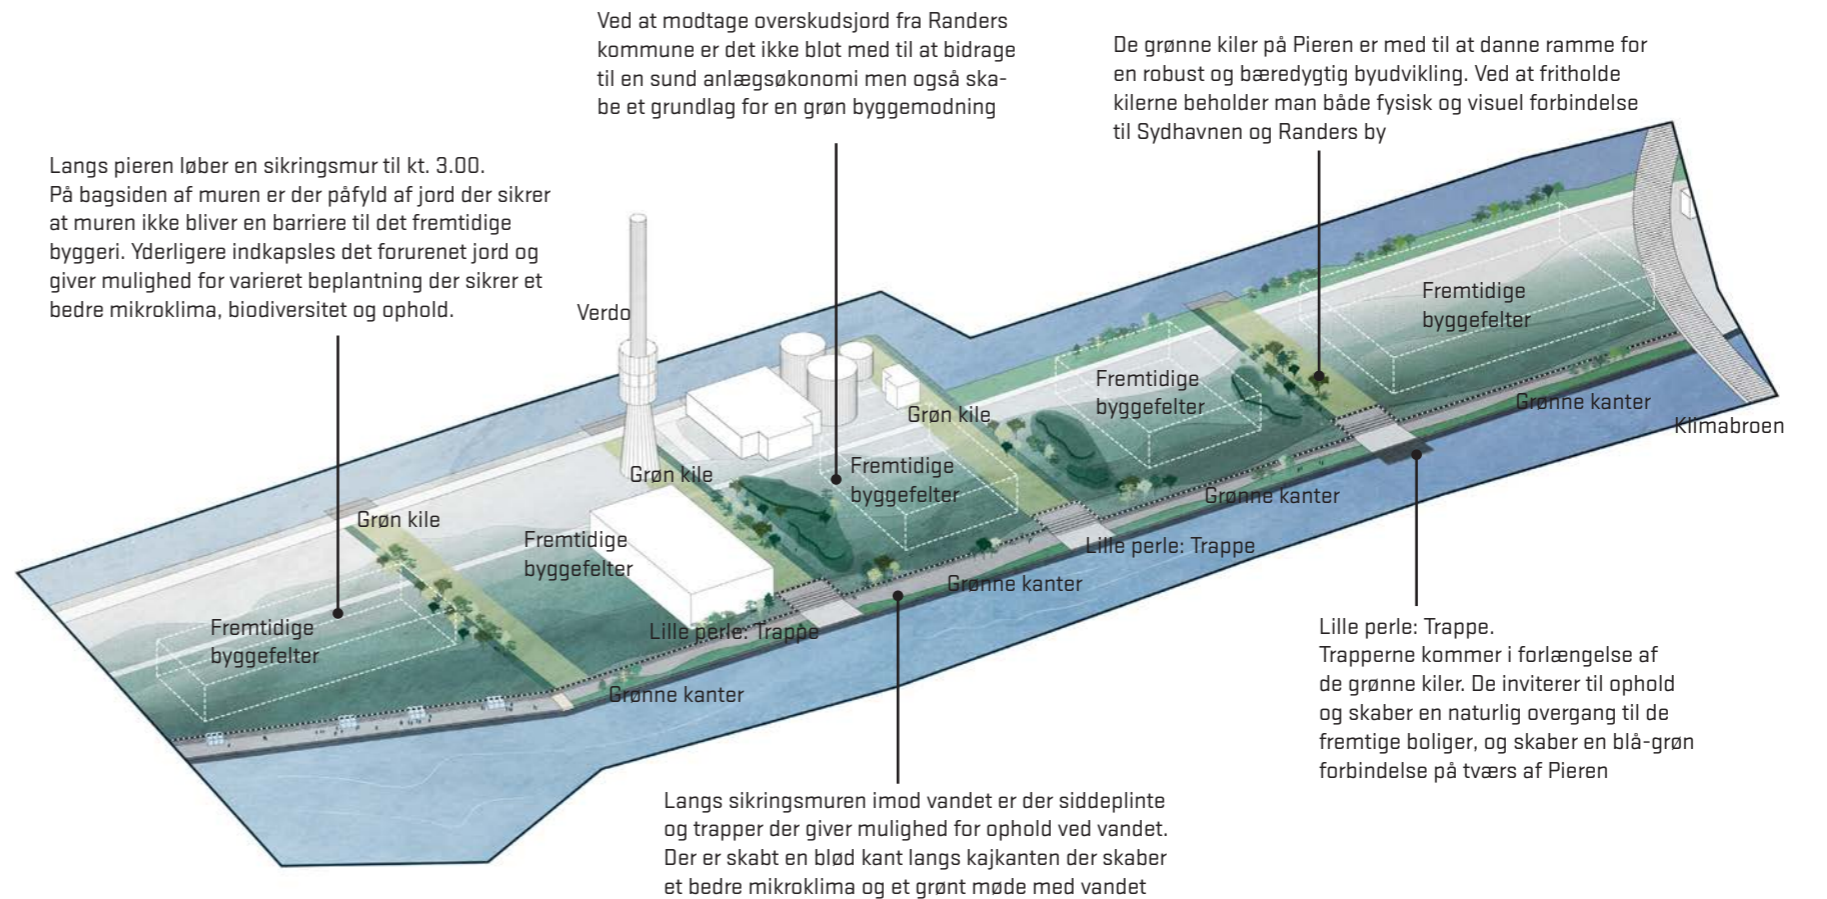 Ved at modtage overskudsjord fra Randers
kommune er det ikke blot med til at bidrage
til en sund anlægsøkonomi men også ska-
be et grundlag for en grøn byggemodning
De grønne kiler på Pieren er med til at danne ramme for
en robust og bæredygtig byudvikling. Ved at fritholde
kilerne beholder man både fysisk og visuel forbindelse
til Sydhavnen og Randers by
Langs pieren løber en sikringsmur til kt. 3.00.
På bagsiden af muren er der påfyld af jord der sikrer
at muren ikke bliver en barriere til det fremtidige
byggeri. Yderligere indkapsles det forurenet jord og
giver mulighed for varieret beplantning der sikrer et
bedre mikroklima, biodiversitet og ophold.
Verdo
Fremtidige
byggefelter
Fremtidige
byggefelter
Grønne kanter
Klimabroen
Grøn kile
Fremtidige
byggefelter
Grøn kile
Grønne kanter
Grøn kile
Fremtidige
byggefelter
Lille perle: Trappe
Grønne kanter
Fremtidige
byggefelter
Lille perle: Trappe
Grønne kanter
Lille perle: Trappe.
Trapperne kommer i forlængelse af
de grønne kiler. De inviterer til ophold
og skaber en naturlig overgang til de
fremtige boliger, og skaber en blå-grøn
forbindelse på tværs af Pieren
Langs sikringsmuren imod vandet er der siddeplinte
og trapper der giver mulighed for ophold ved vandet.
Der er skabt en blød kant langs kajkanten der skaber
et bedre mikroklima og et grønt møde med vandet